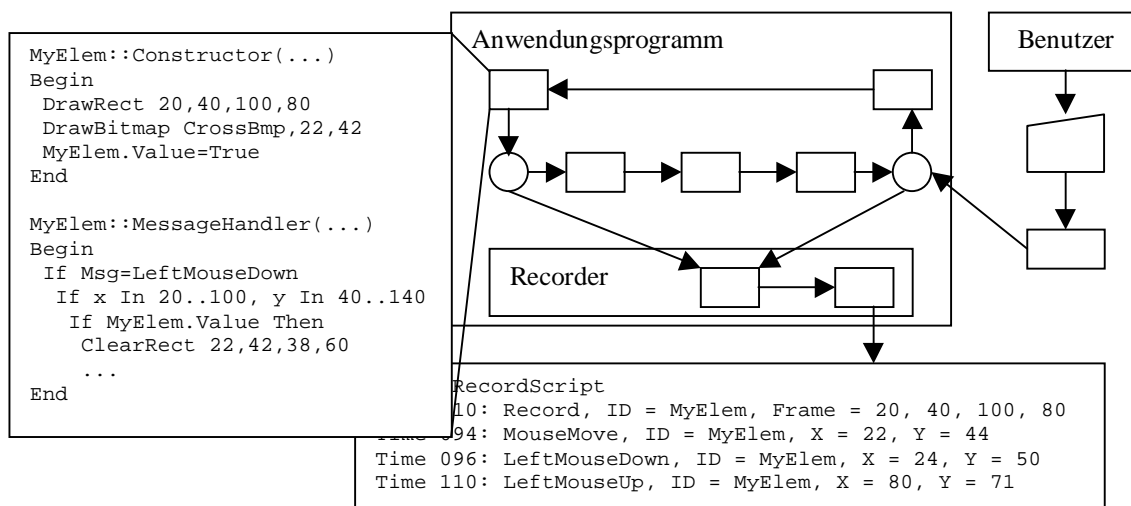 MyElem::Constructor(...)
Begin
DrawRect 20,40,100,80
DrawBitmap CrossBmp,22,42
MyElem.Value=True
End
MyElem::MessageHandler(...)
Begin
If Msg=LeftMouseDown
If x In 20..100, y In 40..140
If MyElem.Value Then
ClearRect 22,42,38,60
...
End
Anwendungsprogramm
Benutzer
Recorder
RecordScript
10: Record, ID = MyElem, Frame = 20, 40, 100, 80
Time 094: MouseMove, ID = MyElem, X = 22, Y = 44
Time 096: LeftMouseDown, ID = MyElem, X = 24, Y = 50
Time 110: LeftMouseUp, ID = MyElem, X = 80, Y = 71